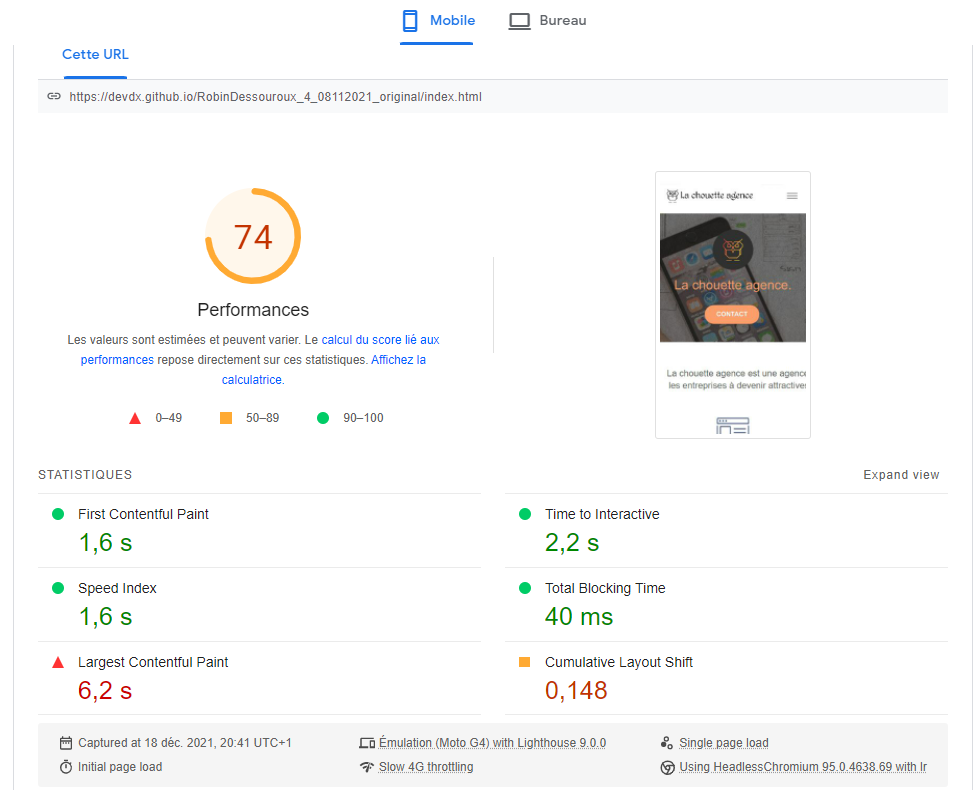 Mobile
Bureau
Cette URL
https://devdx.github.io/RobinDessouroux_4_08112021_original/index.html
74
Performances
Les valeurs sont estimées et peuvent varier. Le calcul du score lié aux
performances repose directement sur ces statistiques. Affichez la
calculatrice.
0–49
50–89
90–100
La chouette agence
La chouette agence.
CONTACT
La chouette agence est une agence
les entreprises à devenir attractives
STATISTIQUES
Expand view
First Contentful Paint
1,6 s
Time to Interactive
2,2 s
Speed Index
1,6 s
Total Blocking Time
40 ms
Largest Contentful Paint
6,2 s
Cumulative Layout Shift
0,148
Captured at 18 déc. 2021, 20:41 UTC+1
Émulation (Moto G4) with Lighthouse 9.0.0
Single page load
Initial page load
Slow 4G throttling
Using HeadlessChromium 95.0.4638.69 with lr